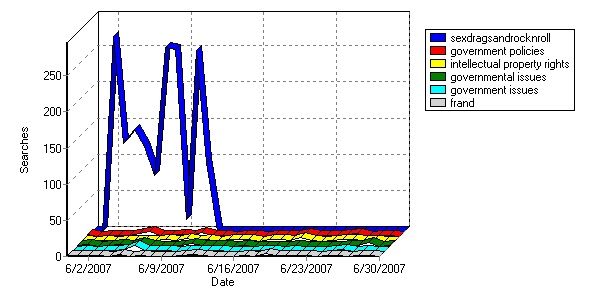 sexdragsandrocknroll
government policies
intellectual property rights
governmental issues
government issues
frand
Searches
250
200
150
100
50
0
6/2/2007 6/9/2007 6/16/2007 6/23/2007 6/30/2007
Date